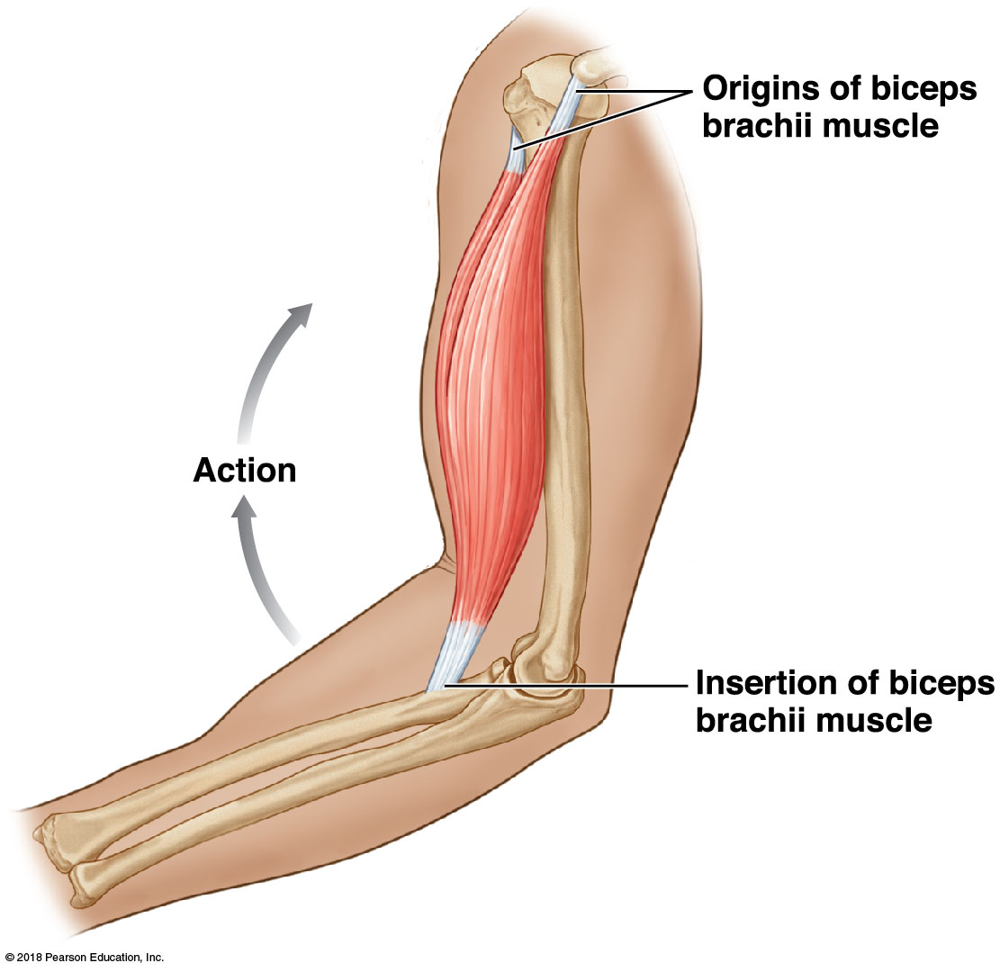 Origins of biceps
brachii muscle
Action
Insertion of biceps
brachii muscle
© 2018 Pearson Education, Inc.